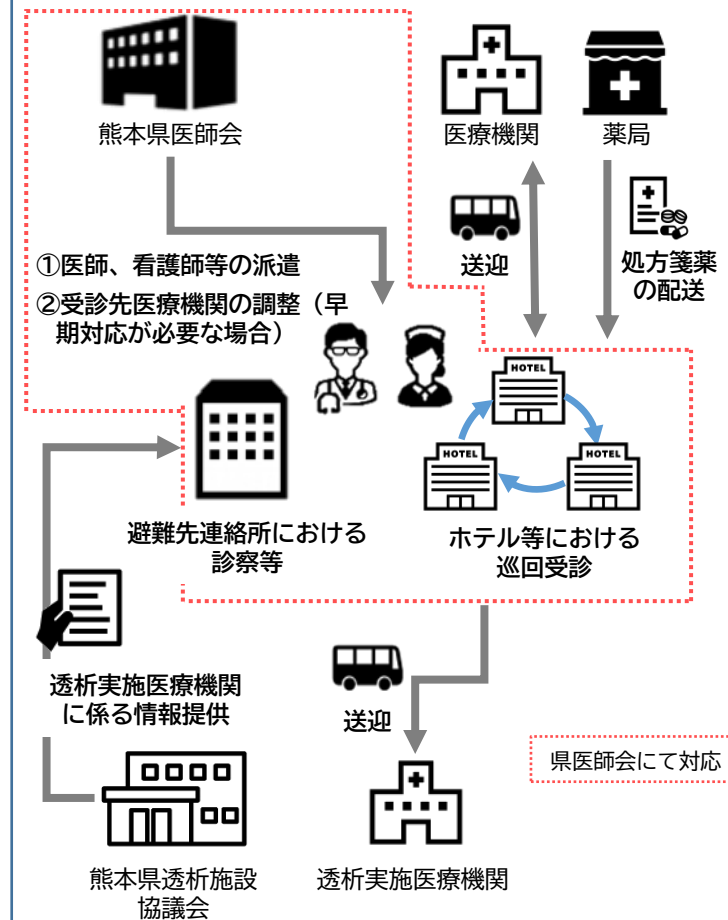 熊本県医師会
医療機関
薬局
送迎
処方箋薬
の配送
①医師、看護師等の派遣
②受診先医療機関の調整（早
期対応が必要な場合）
HOTEL
HOTEL
HOTEL
避難先連絡所における
診察等
ホテル等における
巡回受診
透析実施医療機関
に係る情報提供
送迎
県医師会にて対応
熊本県透析施設
協議会
透析実施医療機関